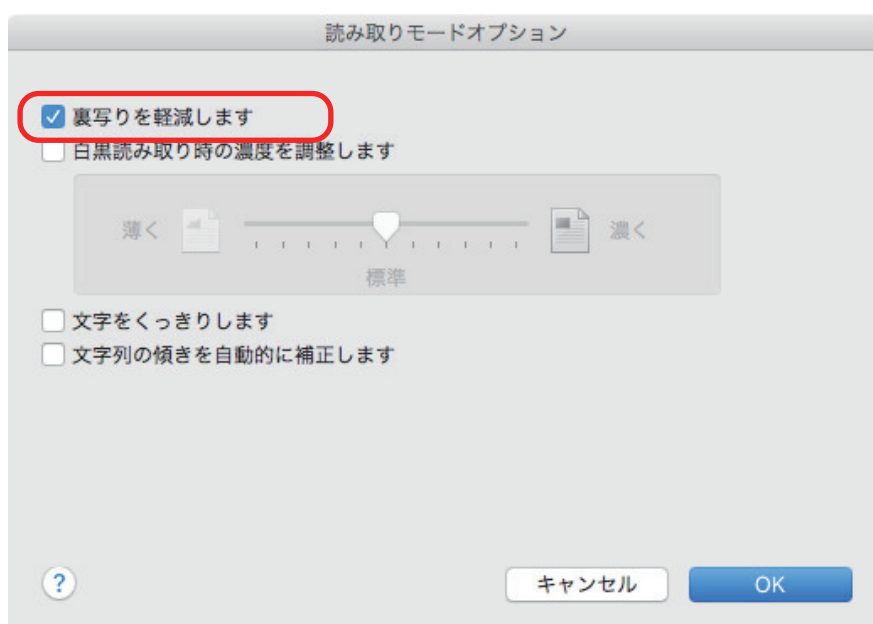 読み取りモードオプション
裏写りを軽減します
白黒読み取り時の濃度を調整します
薄く 濃く
標準
文字をくっきりします
文字列の傾きを自動的に補正します
? キャンセル OK